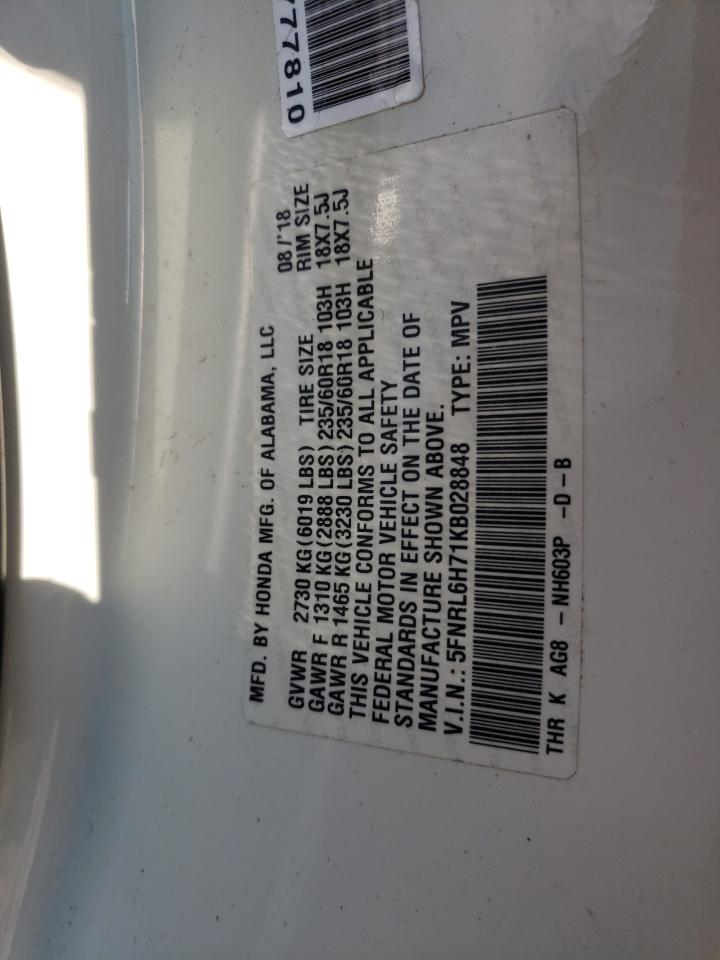 777810
MFD. BY HONDA MFG. OF ALABAMA, LLC 08/'18
GVWR 2730 KG(6019 LBS) TIRE SIZE RIM SIZE
GAWR F 1310 KG(2888 LBS)235/60R18 103H 18X7.5J
GAWR R 1465 KG(3230 LBS)235/60R18 103H 18X7.5J
THIS VEHICLE CONFORMS TO ALL APPLICABLE
FEDERAL MOTOR VEHICLE SAFETY
STANDARDS IN EFFECT ON THE DATE OF
MANUFACTURE SHOWN ABOVE.
V.I.N.: 5FNRL6H71KB028848 TYPE: MPV
THR K AG8 - NH603P -D-B